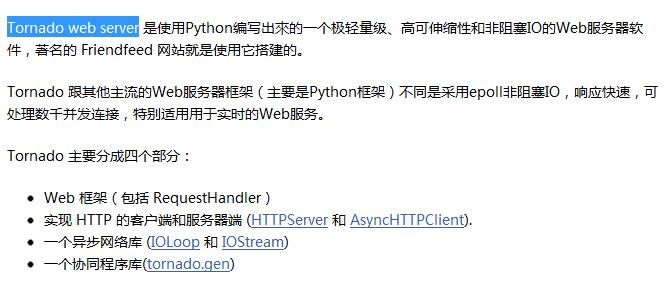 Tornado web server 是使用Python编写出來的一个极轻量级、高可伸缩性和非阻塞IO的Web服务器软
件，著名的 Friendfeed 网站就是使用它搭建的。
Tornado 跟其他主流的Web服务器框架（主要是Python框架）不同是采用epoll非阻塞IO，响应快速，可
处理数千并发连接，特别适用用于实时的Web服务。
Tornado 主要分成四个部分：
• Web 框架（包括 RequestHandler）
• 实现 HTTP 的客户端和服务器端 (HTTPServer 和 AsyncHTTPClient).
• 一个异步网络库 (IOLoop 和 IOStream)
• 一个协同程序库(tornado.gen)